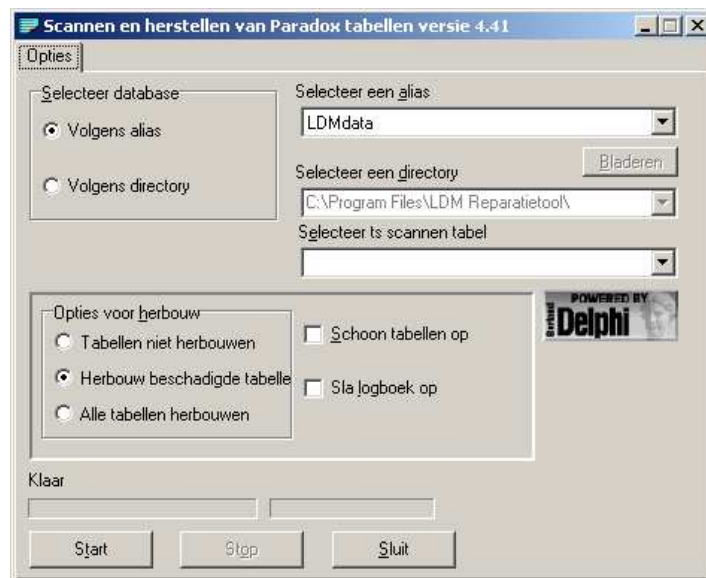 Scannen en herstellen van Paradox tabellen versie 4.41
Opties
Selecteer database
Volgens alias
Volgens directory
Selecteer een alias
LDMdata
Bladeren
Selecteer een directory
C:\Program Files\LDM Reparatietool\
Selecteer ts scannen tabel
Opties voor herbouw
Tabellen niet herbouwen
Herbouw beschadigde tabelle
Alle tabellen herbouwen
Schoon tabellen op
Sla logboek op
POWERED BY
Borland
Delphi
Klaar
Start
Stop
Sluit